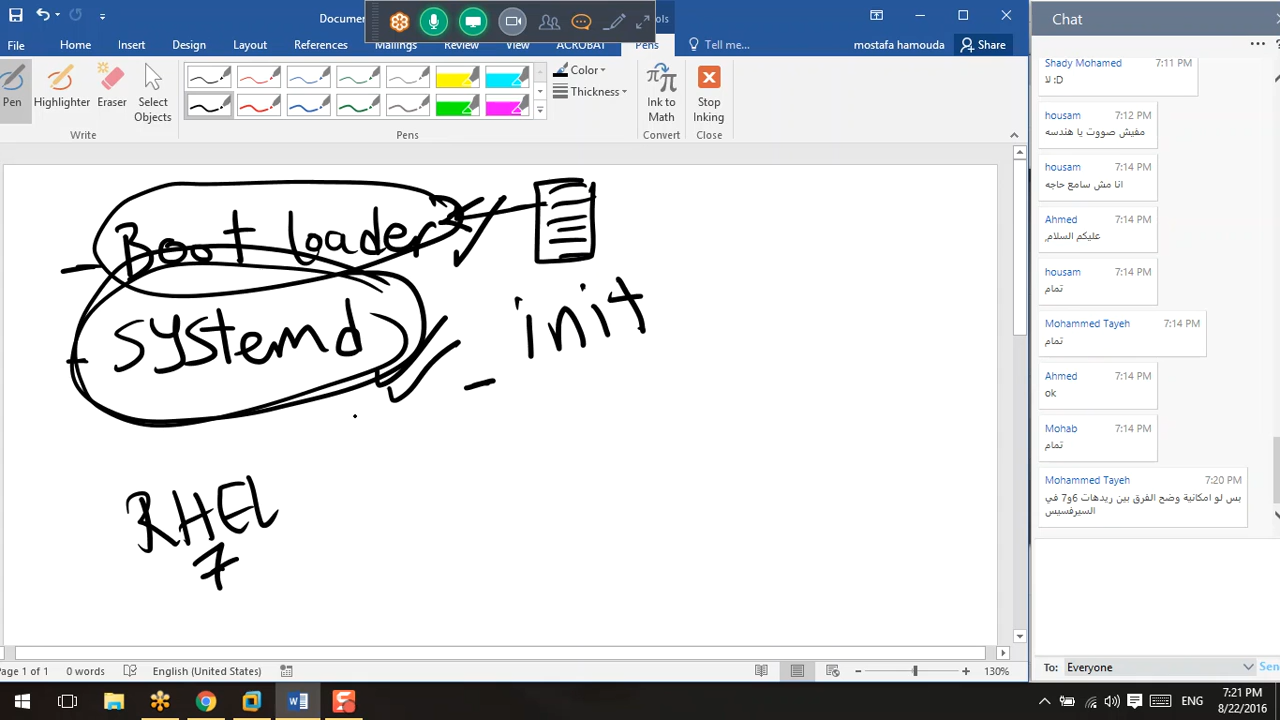 Docum
ols
File
Home
Insert
Design
Layout
References
Mailings
Review
View
ACROBAT
Pens
Tell me...
mostafa hamouda
Share
Pen
Highlighter
Eraser
Select Objects
Color
Thickness
Ink to Math
Stop Inking
Write
Pens
Convert
Close
Boot loader
systemd
init
RHEL
7
Chat
Shady Mohamed 7:11 PM
لا D:
housam 7:12 PM
مفيش صووت يا هندسه
housam 7:14 PM
انا مش سامع حاجه
Ahmed 7:14 PM
عليكم السلام,
housam 7:14 PM
تمام
Mohammed Tayeh 7:14 PM
تمام
Ahmed 7:14 PM
ok
Mohab 7:14 PM
تمام
Mohammed Tayeh 7:20 PM
بس لو امكانية وضح الفرق بين ريدهات 6و7 في
السيرفسيس
To: Everyone
Sen
Page 1 of 1
0 words
English (United States)
130%
ENG
7:21 PM
8/22/2016